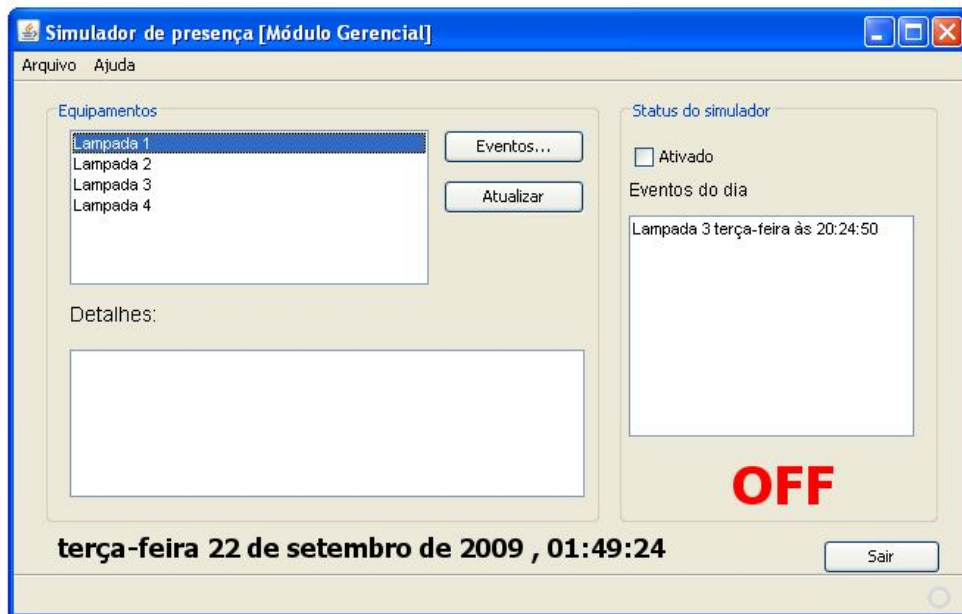 Simulador de presença [Módulo Gerencial]
Arquivo Ajuda
Equipamentos
Lampada 1
Lampada 2
Lampada 3
Lampada 4
Eventos...
Atualizar
Detalhes:
Status do simulador
Ativado
Eventos do dia
Lampada 3 terça-feira às 20:24:50
OFF
terça-feira 22 de setembro de 2009 , 01:49:24
Sair